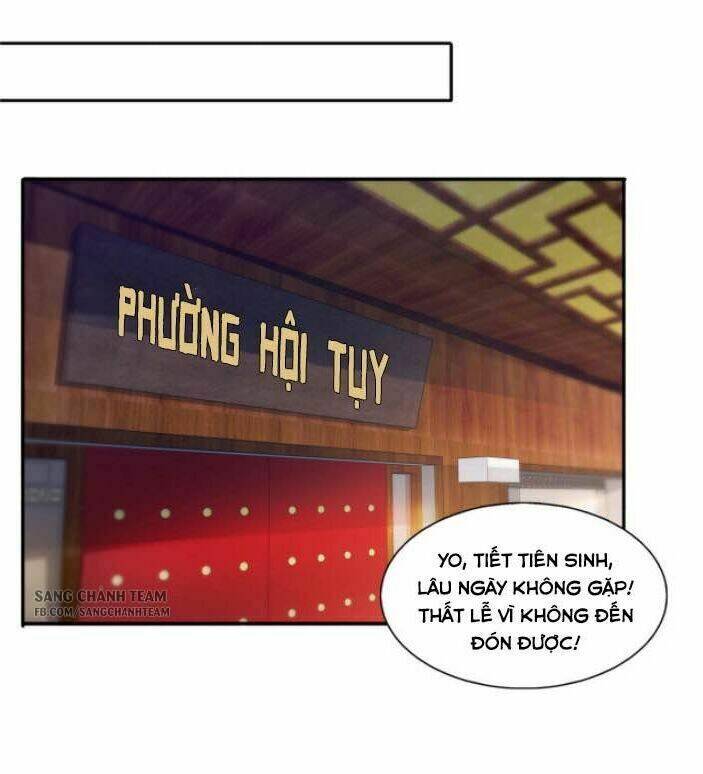 PHƯỜNG HỘI TỤY
YO, TIẾT TIÊN SINH,
LÂU NGÀY KHÔNG GẶP!
THẤT LỄ VÌ KHÔNG ĐẾN
ĐÓN ĐƯỢC!
SANG CHẢNH TEAM
FB.COM/SANGCHANHTEAM